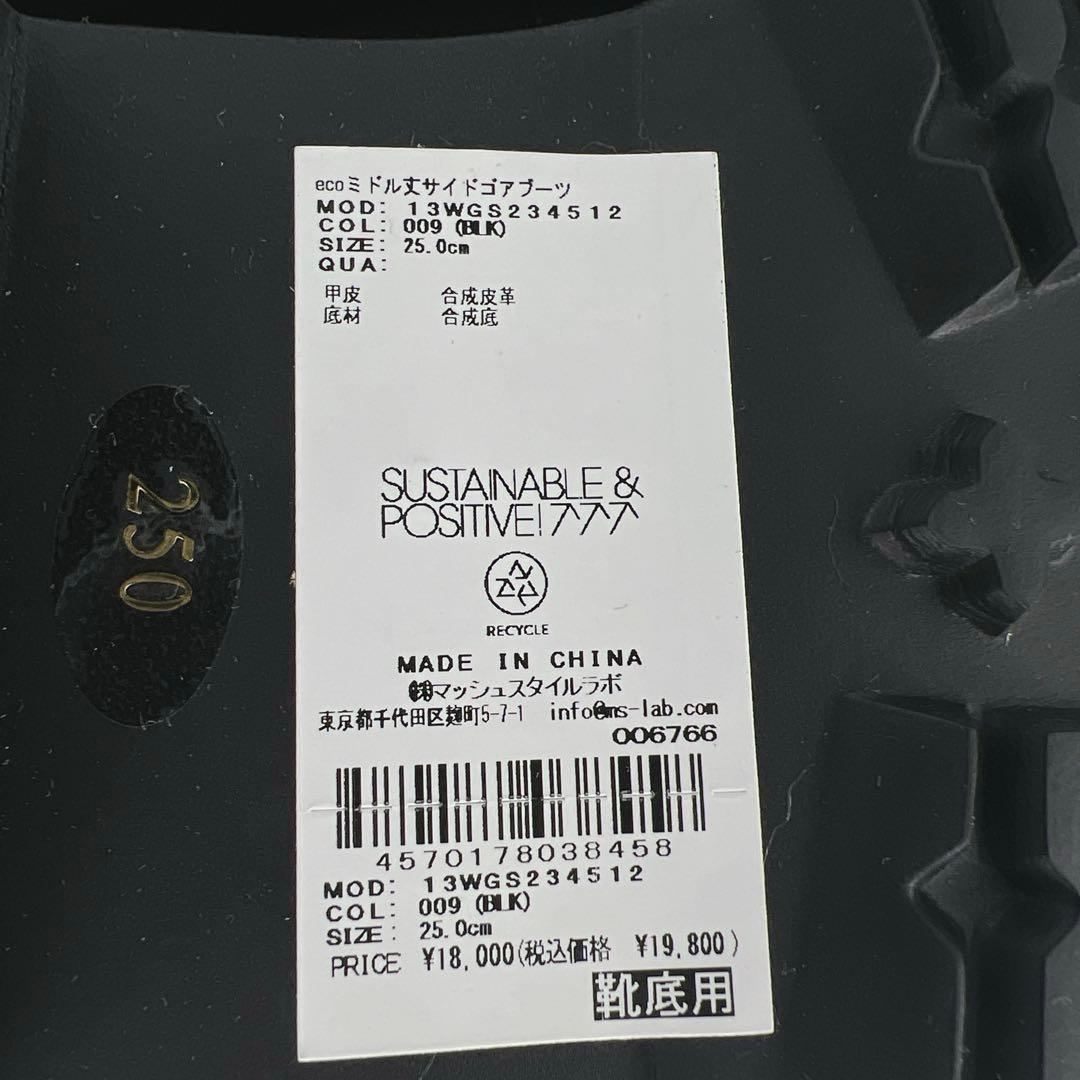 ecoミドル丈サイドゴアブーツ
MOD: 13WGS234512
COL: 009 (BLK)
SIZE: 25.0cm
QUA:
甲皮 合成皮革
底材 合成底
SUSTAINABLE &
POSITIVE!
RECYCLE
MADE IN CHINA
㈱マッシュスタイルラボ
東京都千代田区麹町5-7-1 info@ms-lab.com
006766
4570178038458
MOD: 13WGS234512
COL: 009 (BLK)
SIZE: 25.0cm
PRICE ¥18,000(税込価格 ¥19,800)
靴底用
250